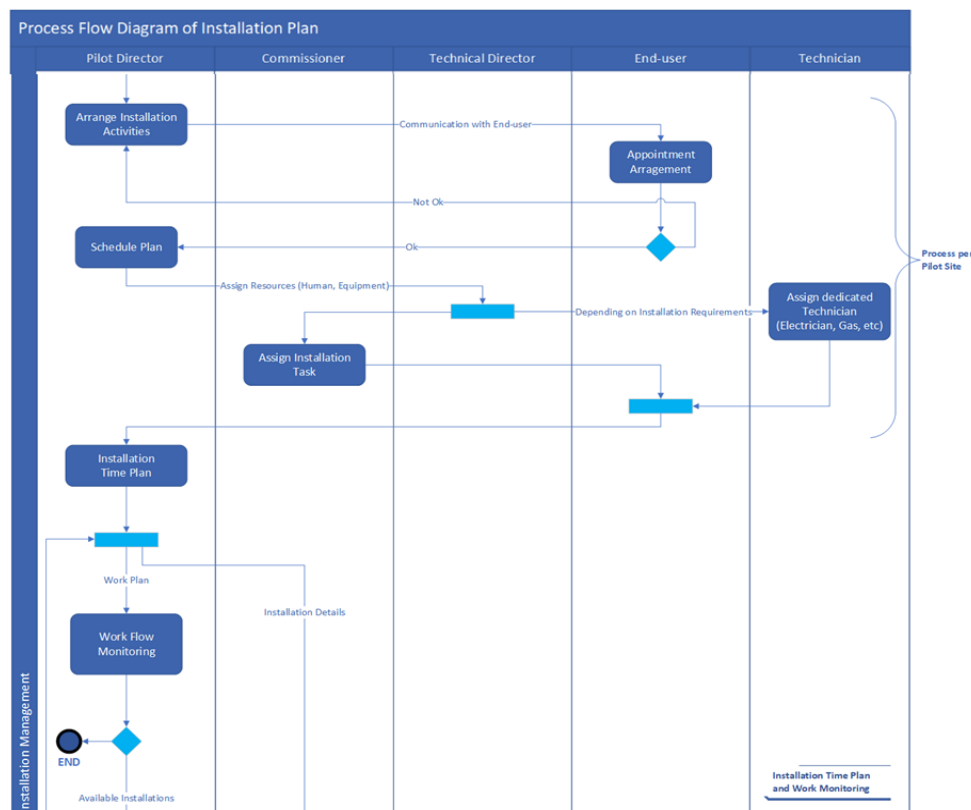 Process Flow Diagram of Installation Plan
Pilot Director
Commissioner
Technical Director
End-user
Technician
Arrange Installation
Activities
Communication with End-user
Appointment
Arragement
Not Ok
Schedule Plan
Ok
Process per
Pilot Site
Assign Resources (Human, Equipment)
Depending on Installation Requirements
Assign dedicated
Technician
(Electrician, Gas, etc)
Assign Installation
Task
Installation
Time Plan
Work Plan
Installation Details
Work Flow
Monitoring
END
Available Installations
Installation Time Plan
and Work Monitoring
Installation Management